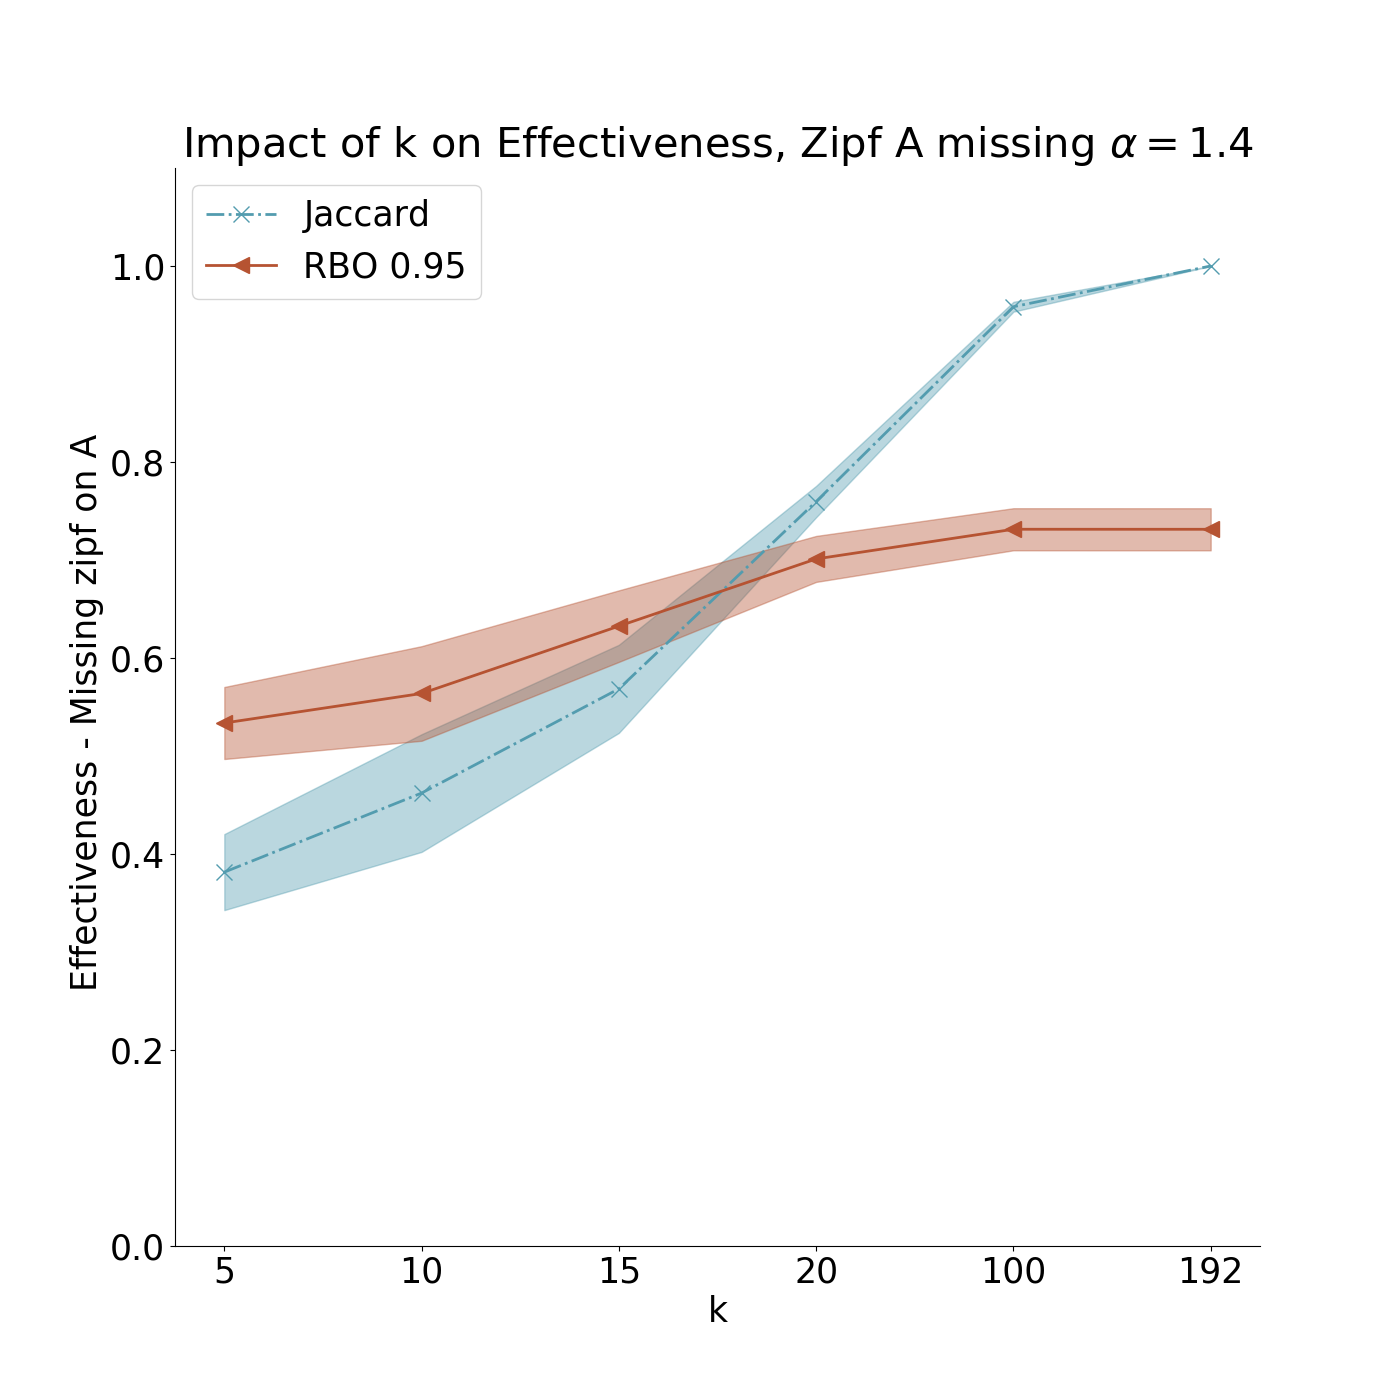 Impact of k on Effectiveness, Zipf A missing α = 1.4
Jaccard
RBO 0.95
Effectiveness - Missing zipf on A
1.0
0.8
0.6
0.4
0.2
0.0
5 10 15 20 100 192
k